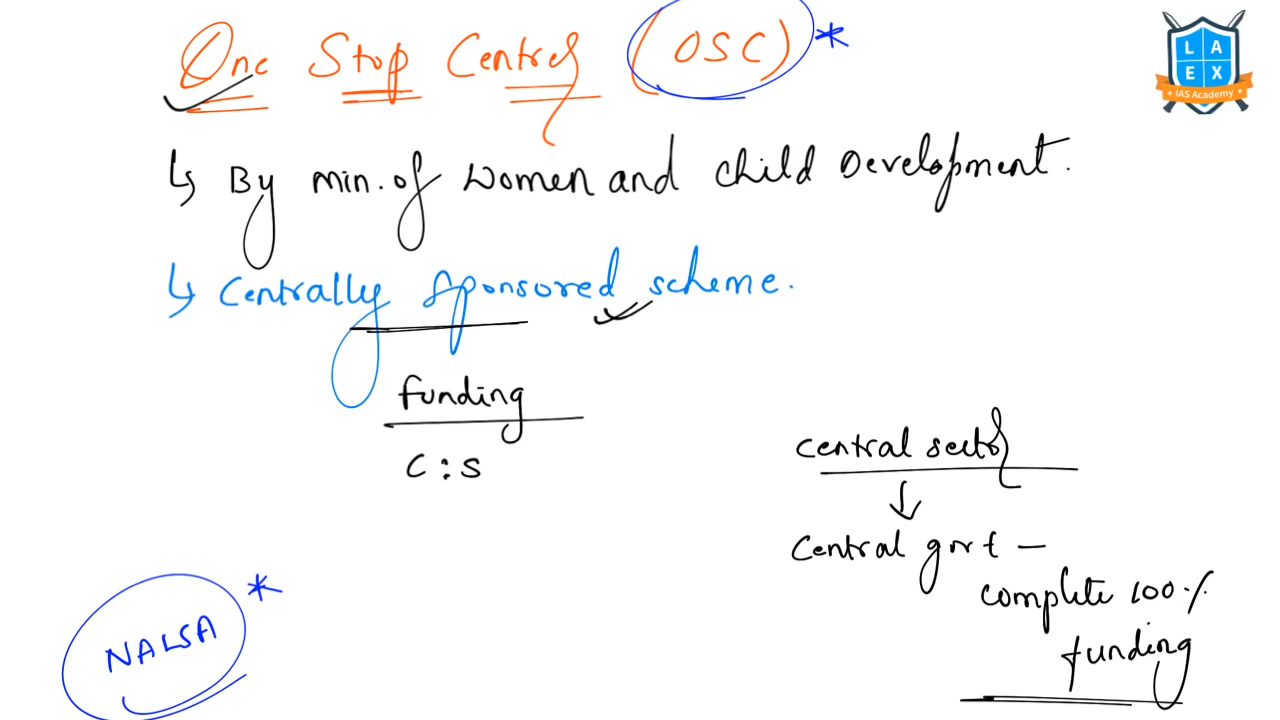 One Stop Centres (OSC) *
L A
E X
IAS Academy
↳ By min. of women and child Development.
↳ Centrally sponsored scheme.
funding
C : S
central sector
↓
Central govt —
complete 100%
funding
NALSA *